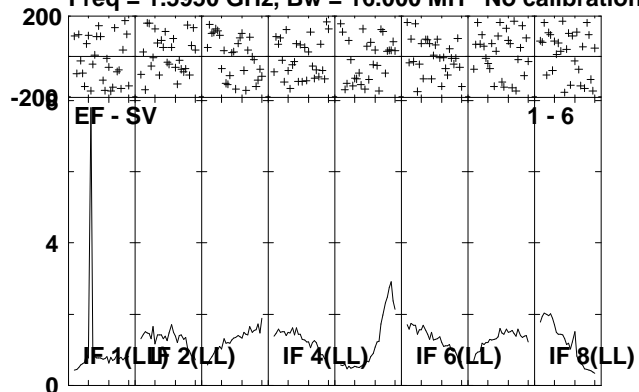 Freq = 1.5950 GHz, Bw = 16.000 MH No calibration
200
-200
8
EF - SV
1 - 6
4
IF 1(LL)
IF 2(LL)
IF 4(LL)
IF 6(LL)
IF 8(LL)
0